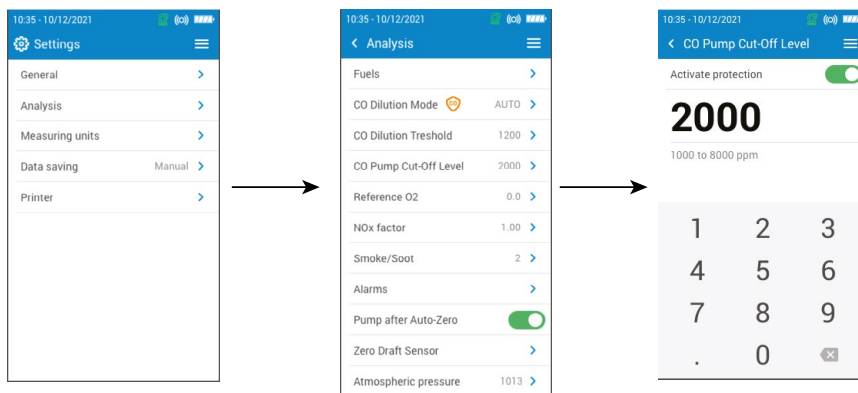 10:35 - 10/12/2021
Settings
General
Analysis
Measuring units
Data saving Manual
Printer
10:35 - 10/12/2021
Analysis
Fuels
CO Dilution Mode CO AUTO
CO Dilution Treshold 1200
CO Pump Cut-Off Level 2000
Reference O2 0.0
NOx factor 1.00
Smoke/Soot 2
Alarms
Pump after Auto-Zero
Zero Draft Sensor
Atmospheric pressure 1013
10:35 - 10/12/2021
CO Pump Cut-Off Level
Activate protection
2000
1000 to 8000 ppm
1 2 3
4 5 6
7 8 9
. 0